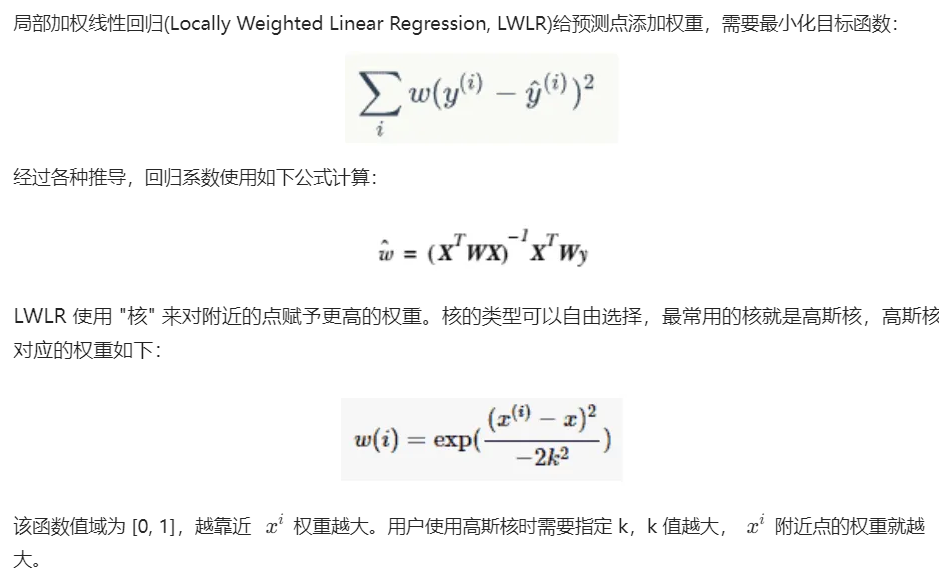 局部加权线性回归(Locally Weighted Linear Regression, LWLR)给预测点添加权重，需要最小化目标函数：
∑_i w(y^(i) − ŷ^(i))²
经过各种推导，回归系数使用如下公式计算：
ŵ = (XᵀWX)⁻¹XᵀWy
LWLR 使用 "核" 来对附近的点赋予更高的权重。核的类型可以自由选择，最常用的核就是高斯核，高斯核
对应的权重如下：
w(i) = exp((x^(i) − x)² / −2k²)
该函数值域为 [0, 1]，越靠近 xⁱ 权重越大。用户使用高斯核时需要指定 k，k 值越大， xⁱ 附近点的权重就越
大。